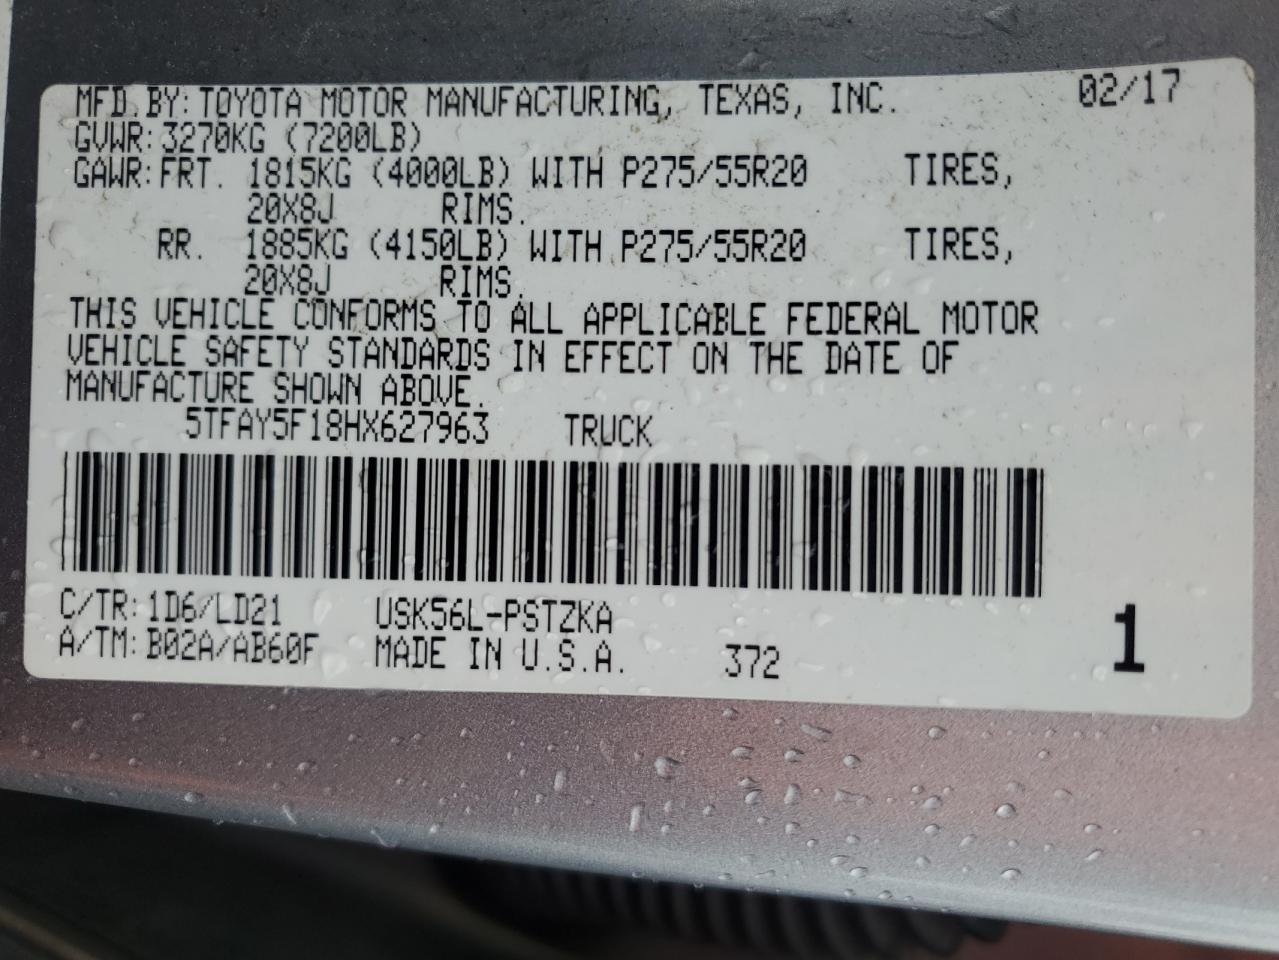 MFD.BY:TOYOTA MOTOR MANUFACTURING, TEXAS, INC. 02/17
GVWR:3270KG (7200LB)
GAWR:FRT. 1815KG (4000LB) WITH P275/55R20 TIRES,
20X8J RIMS.
RR. 1885KG (4150LB) WITH P275/55R20 TIRES,
20X8J RIMS.
THIS VEHICLE CONFORMS TO ALL APPLICABLE FEDERAL MOTOR
VEHICLE SAFETY STANDARDS IN EFFECT ON THE DATE OF
MANUFACTURE SHOWN ABOVE.
5TFAY5F18HX627963 TRUCK
C/TR:1D6/LD21 USK56L-PSTZKA
A/TM:B02A/AB60F MADE IN U.S.A. 372 1